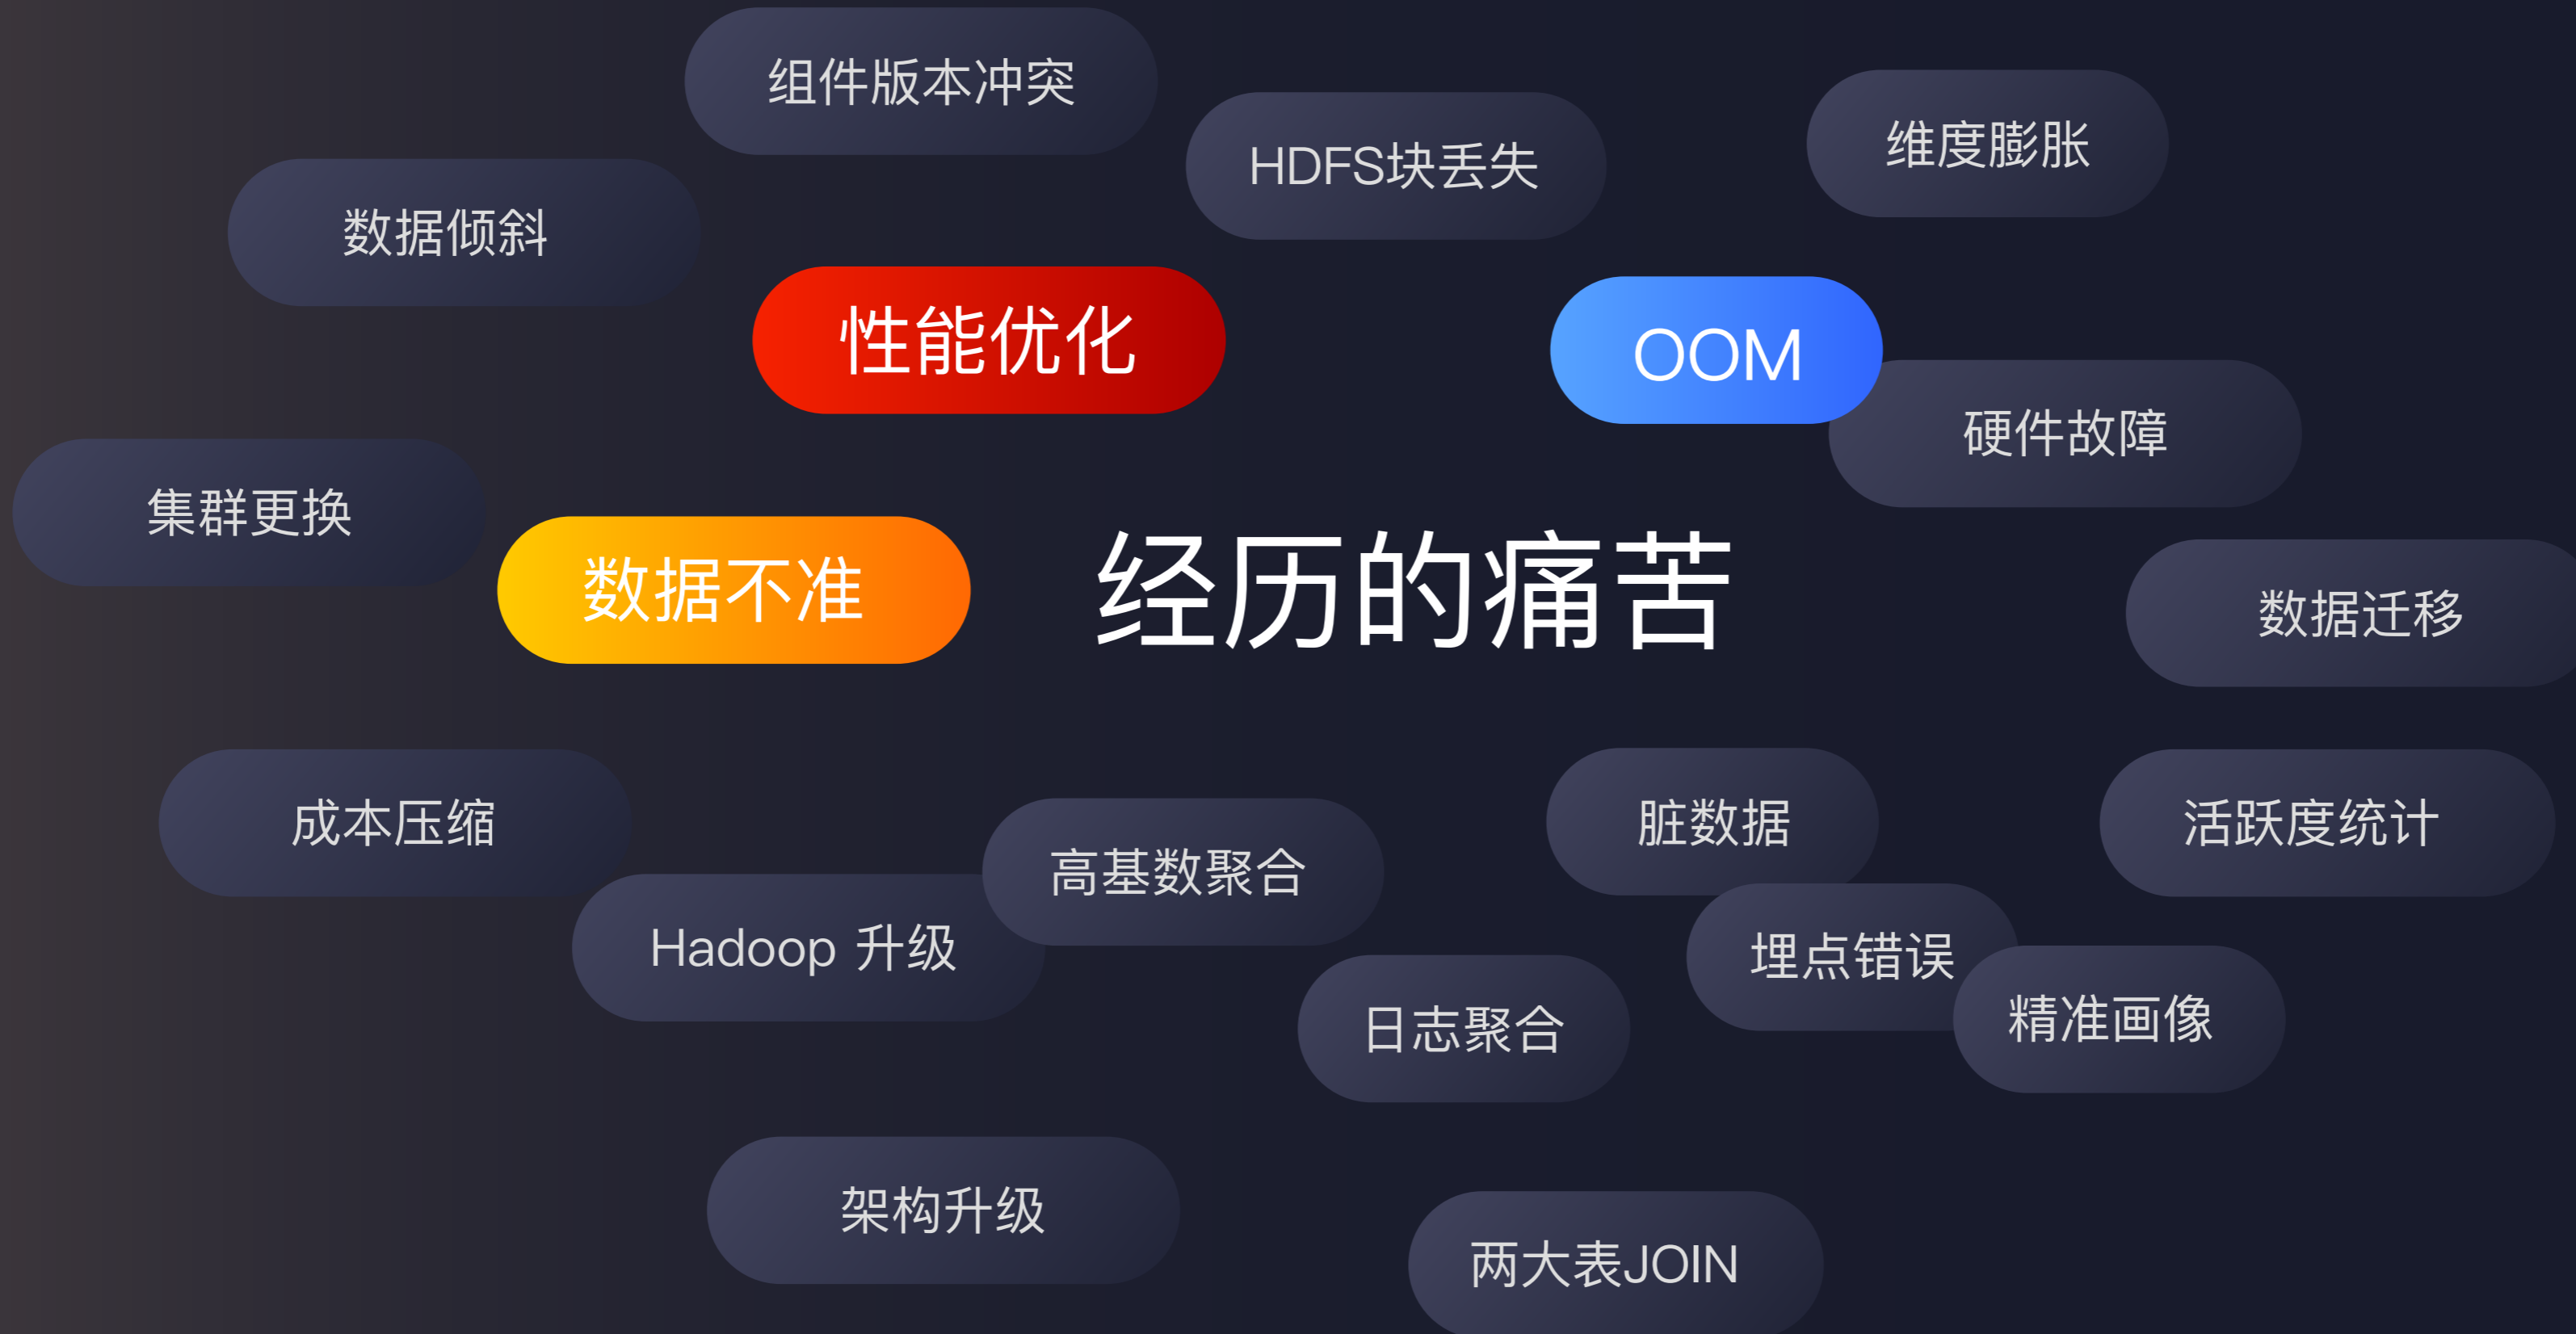 组件版本冲突
HDFS块丢失
维度膨胀
数据倾斜
性能优化
OOM
硬件故障
集群更换
数据不准
经历的痛苦
数据迁移
成本压缩
高基数聚合
脏数据
活跃度统计
Hadoop 升级
埋点错误
日志聚合
精准画像
架构升级
两大表JOIN